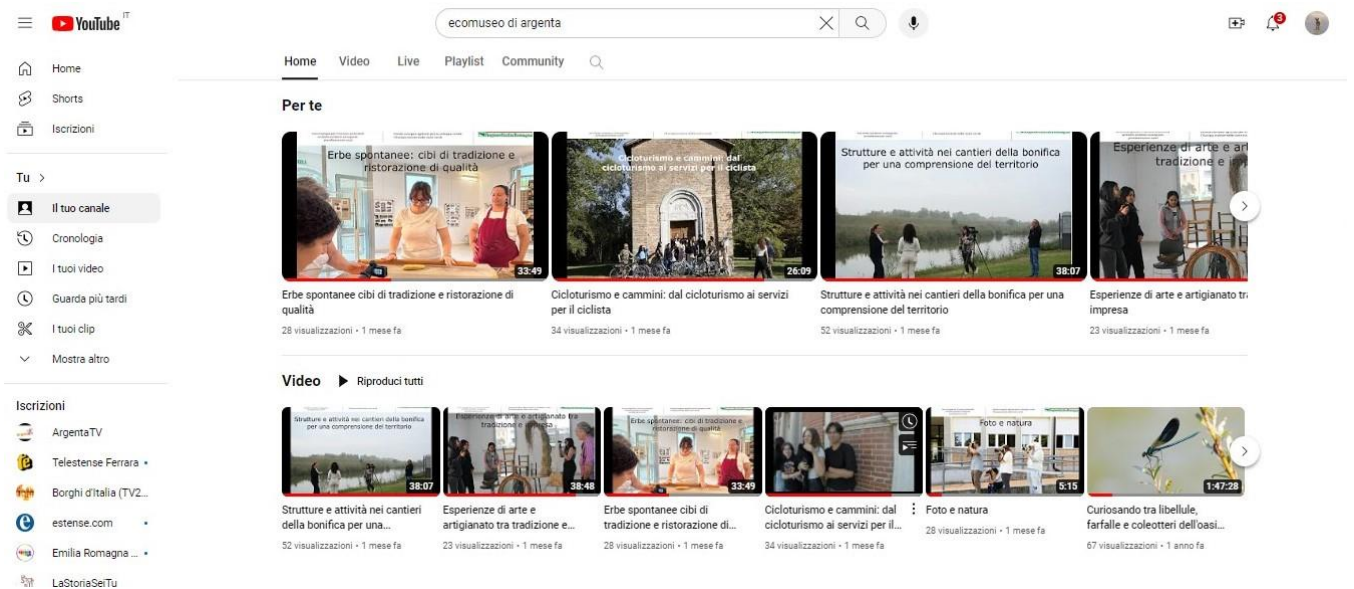 YouTube IT
ecomuseo di argenta
3
Home
Shorts
Iscrizioni
Tu >
Il tuo canale
Cronologia
I tuoi video
Guarda più tardi
I tuoi clip
Mostra altro
Iscrizioni
ArgentaTV
Telestense Ferrara •
Borghi d'Italia (TV2...
estense.com •
Emilia Romagna ... •
LaStoriaSeiTu
Home Video Live Playlist Community
Per te
Erbe spontanee: cibi di tradizione e
ristorazione di qualità
33:49
Erbe spontanee cibi di tradizione e ristorazione di
qualità
28 visualizzazioni • 1 mese fa
Cicloturismo e cammini: dal
cicloturismo ai servizi per il ciclista
26:09
Cicloturismo e cammini: dal cicloturismo ai servizi
per il ciclista
34 visualizzazioni • 1 mese fa
Strutture e attività nei cantieri della bonifica
per una comprensione del territorio
38:07
Strutture e attività nei cantieri della bonifica per una
comprensione del territorio
52 visualizzazioni • 1 mese fa
Esperienze di arte e art
tradizione e imp
Esperienze di arte e artigianato tra
impresa
23 visualizzazioni • 1 mese fa
Video Riproduci tutti
Strutture e attività nei cantieri della bonifica
per una comprensione del territorio
38:07
Strutture e attività nei cantieri
della bonifica per una...
52 visualizzazioni • 1 mese fa
Esperienze di arte e artigianato tra
tradizione e impresa
38:48
Esperienze di arte e
artigianato tra tradizione e...
23 visualizzazioni • 1 mese fa
Erbe spontanee: cibi di tradizione e
ristorazione di qualità
33:49
Erbe spontanee cibi di
tradizione e ristorazione di...
28 visualizzazioni • 1 mese fa
Cicloturismo e cammini: dal
cicloturismo ai servizi per il...
34 visualizzazioni • 1 mese fa
Foto e natura
5:15
Foto e natura
28 visualizzazioni • 1 mese fa
1:47:28
Curiosando tra libellule,
farfalle e coleotteri dell'oasi...
67 visualizzazioni • 1 anno fa